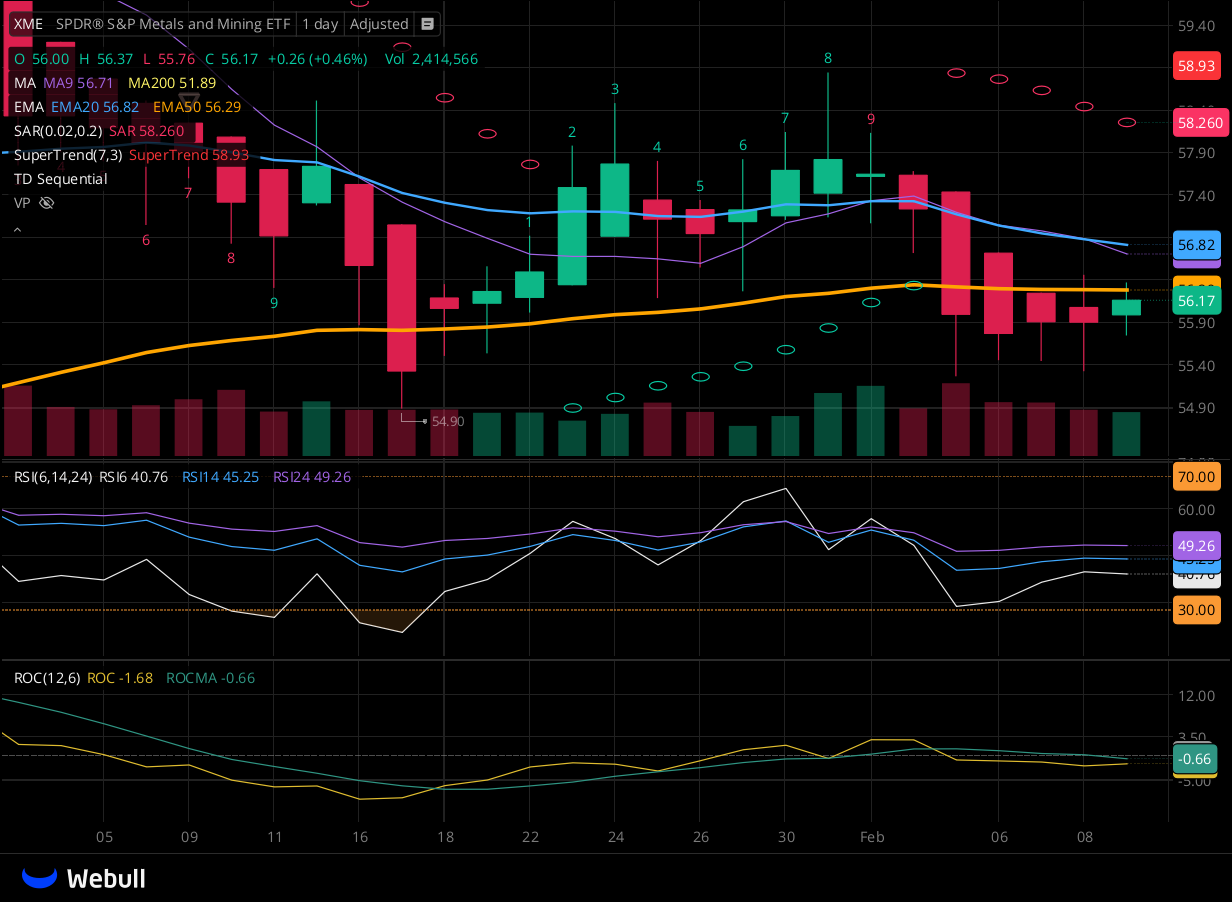 XME SPDR® S&P Metals and Mining ETF 1 day Adjusted
59.40
O 56.00 H 56.37 L 55.76 C 56.17 +0.26 (+0.46%) Vol 2,414,566
8
58.93
MA MA9 56.71 MA200 51.89
3
EMA EMA20 56.82 EMA50 56.29
7 9
58.260
SAR(0.02,0.2) SAR 58.260
2
4 6
SuperTrend(7,3) SuperTrend 58.93
57.90
TD Sequential
7 5
57.40
VP
1
^
6
8
56.82
9
56.17
55.90
55.40
54.90
54.90
RSI(6,14,24) RSI6 40.76 RSI14 45.25 RSI24 49.26
70.00
60.00
49.26
30.00
ROC(12,6) ROC -1.68 ROCMA -0.66
12.00
3.50
-0.66
-5.00
05 09 11 16 18 22 24 26 30 Feb 06 08
Webull